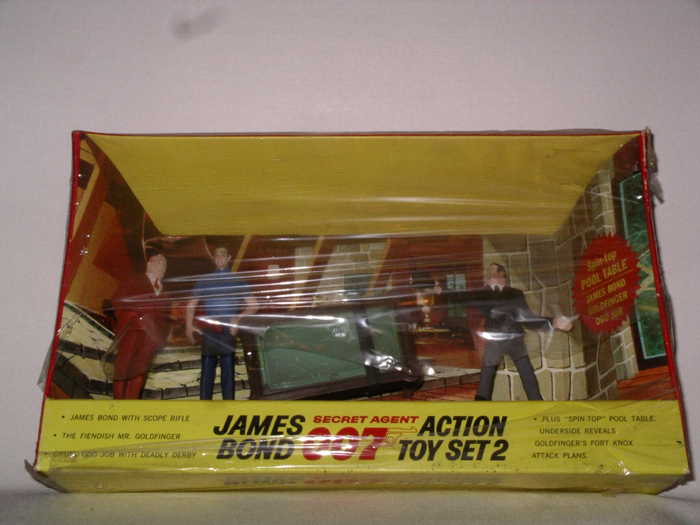 Spin-top
POOL TABLE
JAMES BOND
GOLDFINGER
ODD JOB
• JAMES BOND WITH SCOPE RIFLE
• THE FIENDISH MR. GOLDFINGER
ODD JOB WITH DEADLY DERBY
JAMES
BOND
SECRET AGENT
007
ACTION
TOY SET 2
• PLUS "SPIN-TOP" POOL TABLE.
UNDERSIDE REVEALS
GOLDFINGER'S FORT KNOX
ATTACK PLANS.